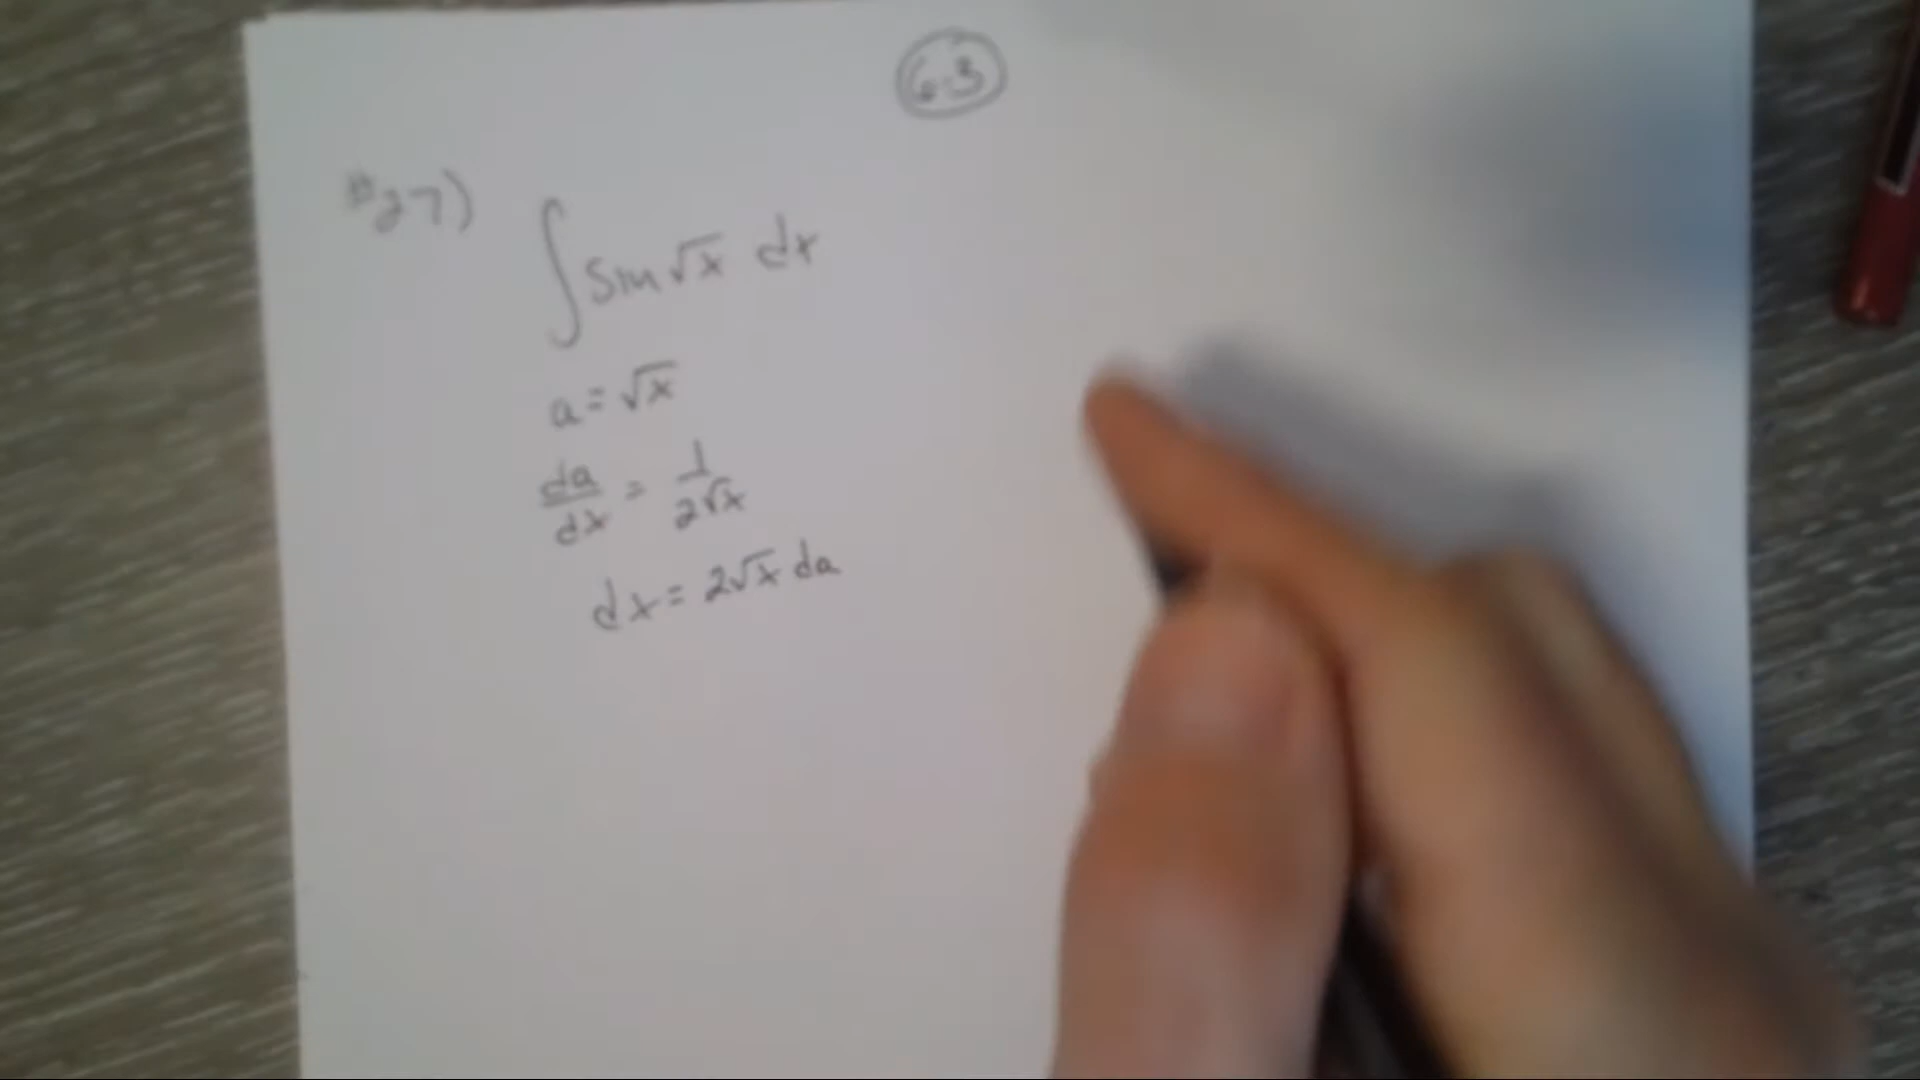 6.3
#27) ∫ sin √x dx
a = √x
da/dx = 1/(2√x)
dx = 2√x da